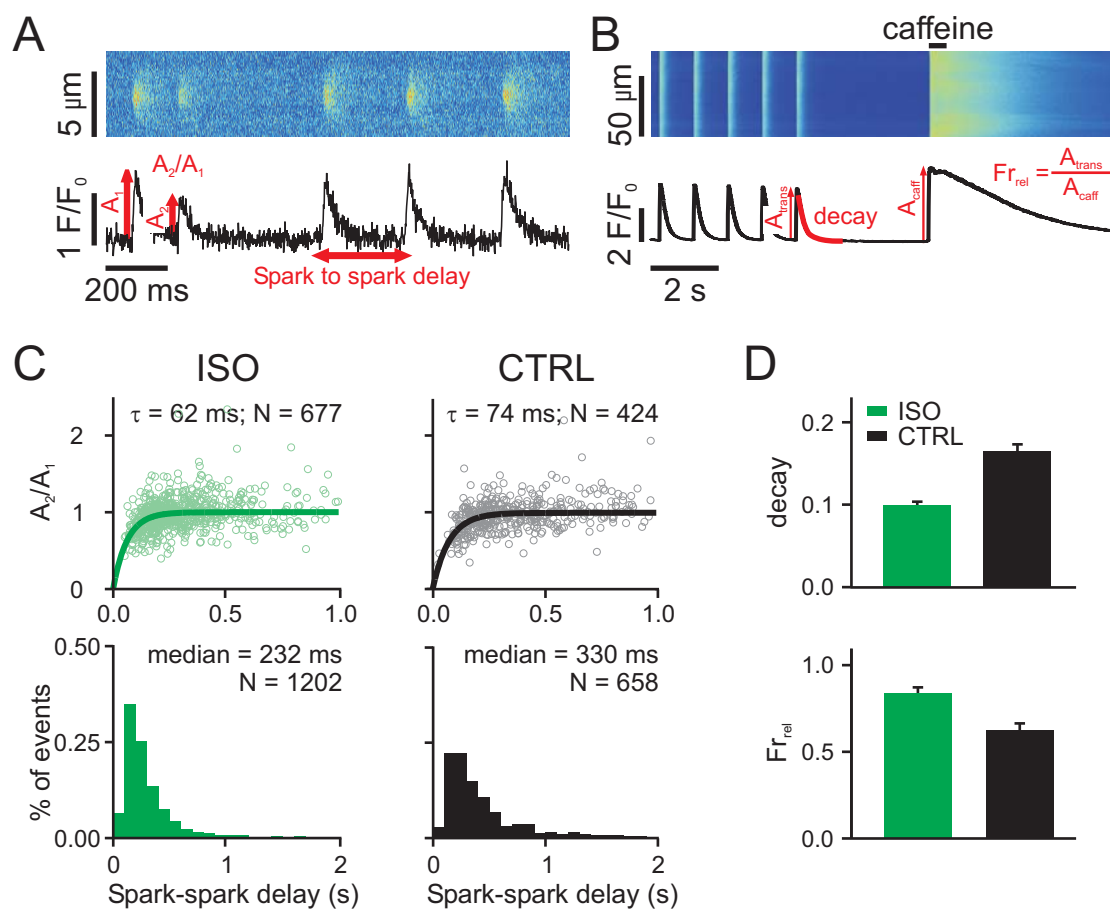 A
5 µm
1 F/F0
A1
A2
A2/A1
Spark to spark delay
200 ms
B
caffeine
50 µm
2 F/F0
Atrans
decay
Acaff
Frrel = Atrans
Acaff
2 s
C
ISO
CTRL
τ = 62 ms; N = 677
τ = 74 ms; N = 424
A2/A1
2
1
0
0.0
0.5
1.0
0.0
0.5
1.0
median = 232 ms
N = 1202
median = 330 ms
N = 658
% of events
0.50
0.25
0.00
0
1
2
0
1
2
Spark-spark delay (s)
Spark-spark delay (s)
D
ISO
CTRL
decay
0.2
0.1
0.0
Frrel
1.0
0.5
0.0